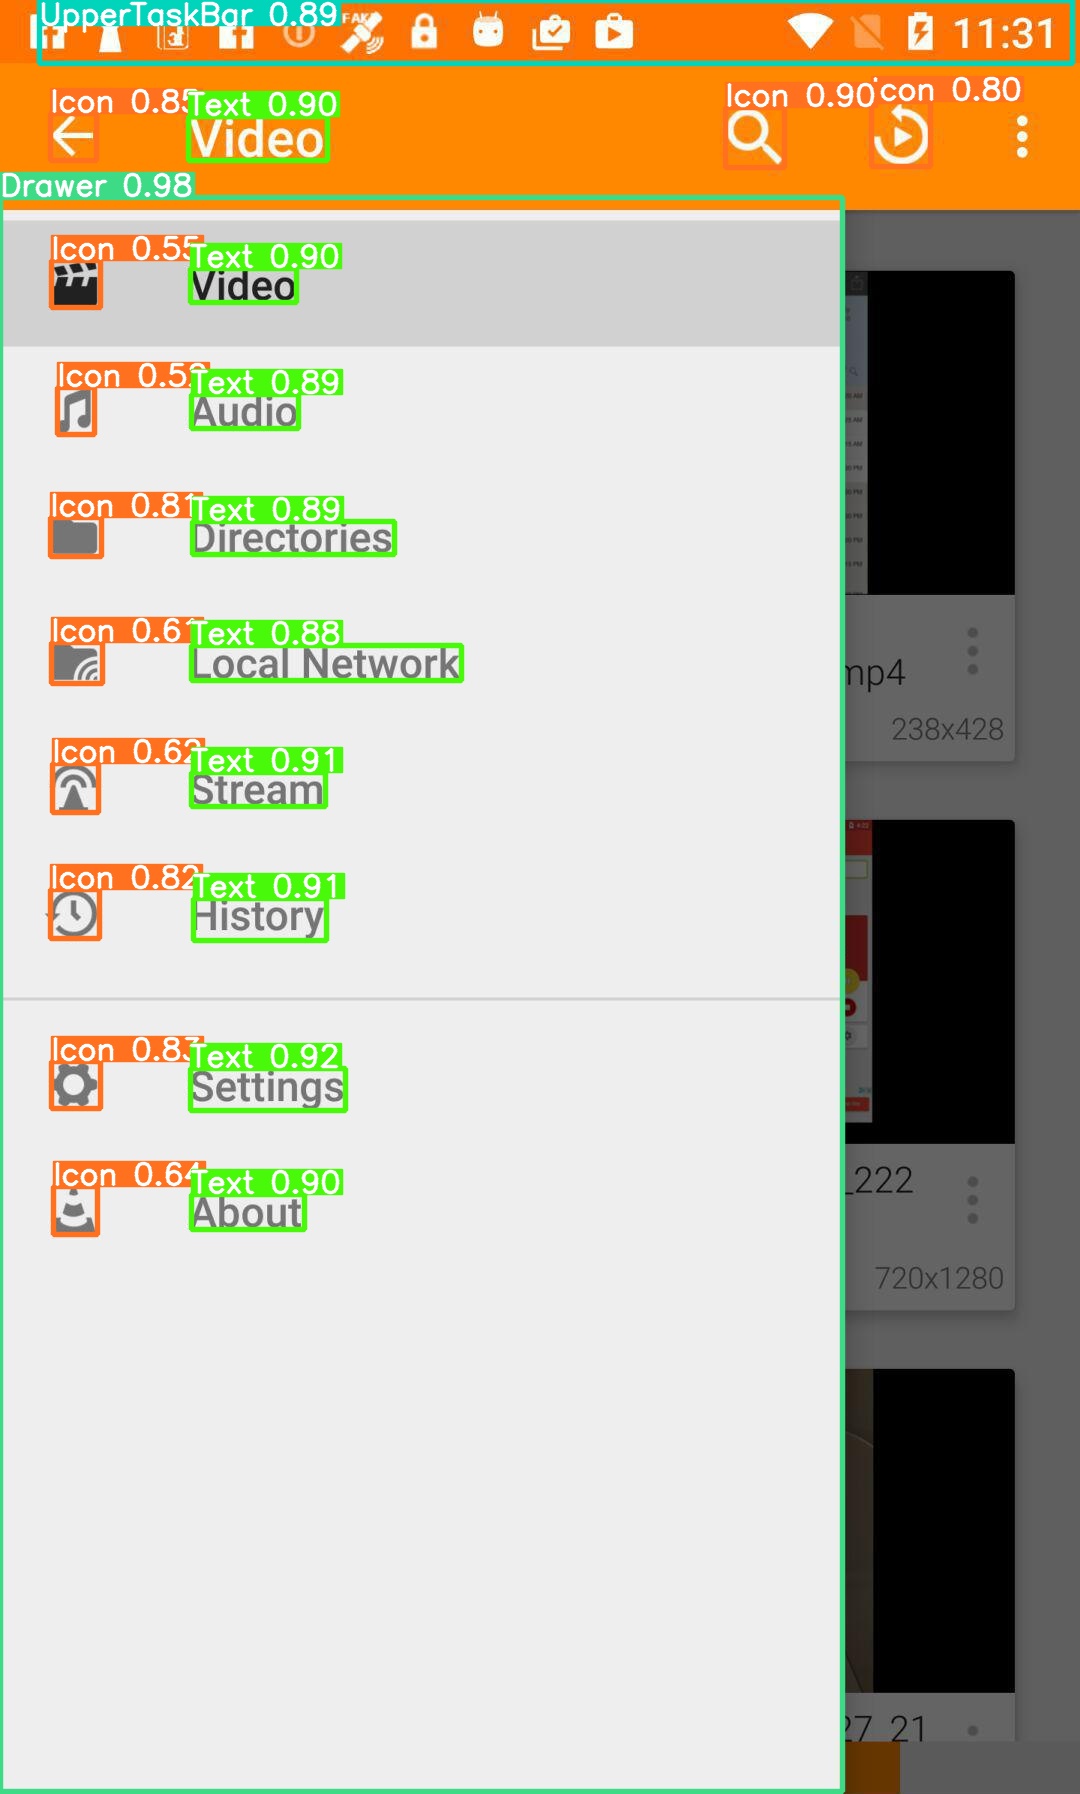 UpperTaskBar 0.89
FAKE
11:31
Icon 0.85
Text 0.90
Icon 0.90
Icon 0.80
Video
Drawer 0.98
Icon 0.55
Text 0.90
Video
Icon 0.52
Text 0.89
Audio
Icon 0.81
Text 0.89
Directories
Icon 0.61
Text 0.88
Local Network
mp4
238x428
Icon 0.62
Text 0.91
Stream
Icon 0.82
Text 0.91
History
Icon 0.83
Text 0.92
Settings
Icon 0.64
Text 0.90
About
_222
720x1280
27_21